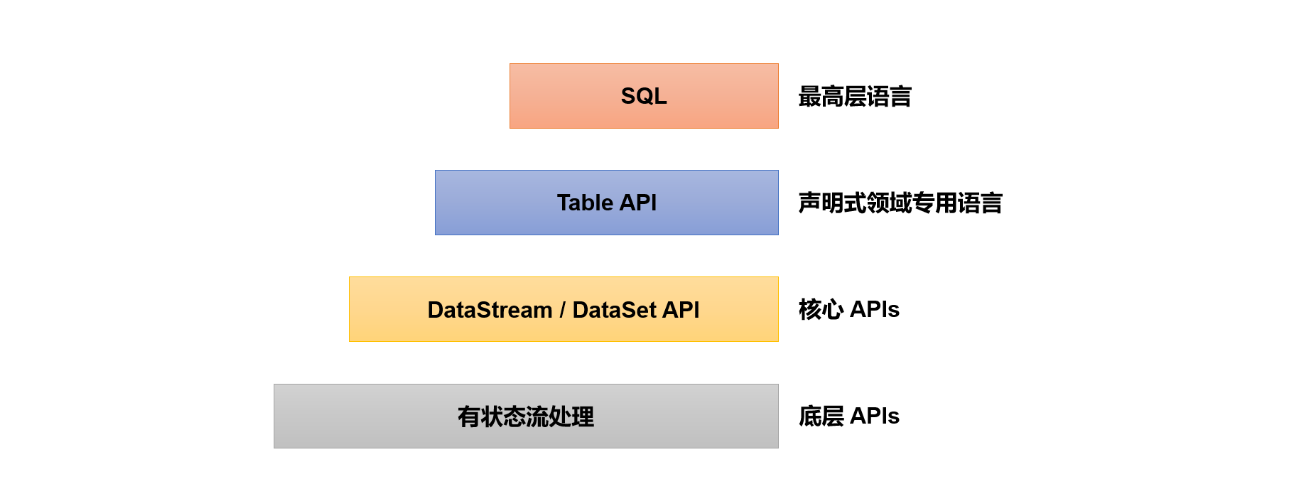 SQL
最高层语言
Table API
声明式领域专用语言
DataStream / DataSet API
核心 APIs
有状态流处理
底层 APIs